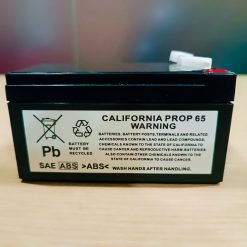 CALIFORNIA PROP 65
WARNING
BATTERIES, BATTERY POSTS, TERMINALS AND RELATED
ACCESSORIES CONTAIN LEAD AND LEAD COMPOUNDS,
AND OTHER CHEMICALS KNOWN TO THE STATE OF
CALIFORNIA TO CAUSE CANCER AND REPRODUCTIVE HARM. BATTERIES
ALSO CONTAIN OTHER CHEMICALS KNOWN TO THE STATE OF
CALIFORNIA TO CAUSE CANCER.
WASH HANDS AFTER HANDLING
Pb
BATTERY MUST
BE RECYCLED
SAE ABS >ABS<